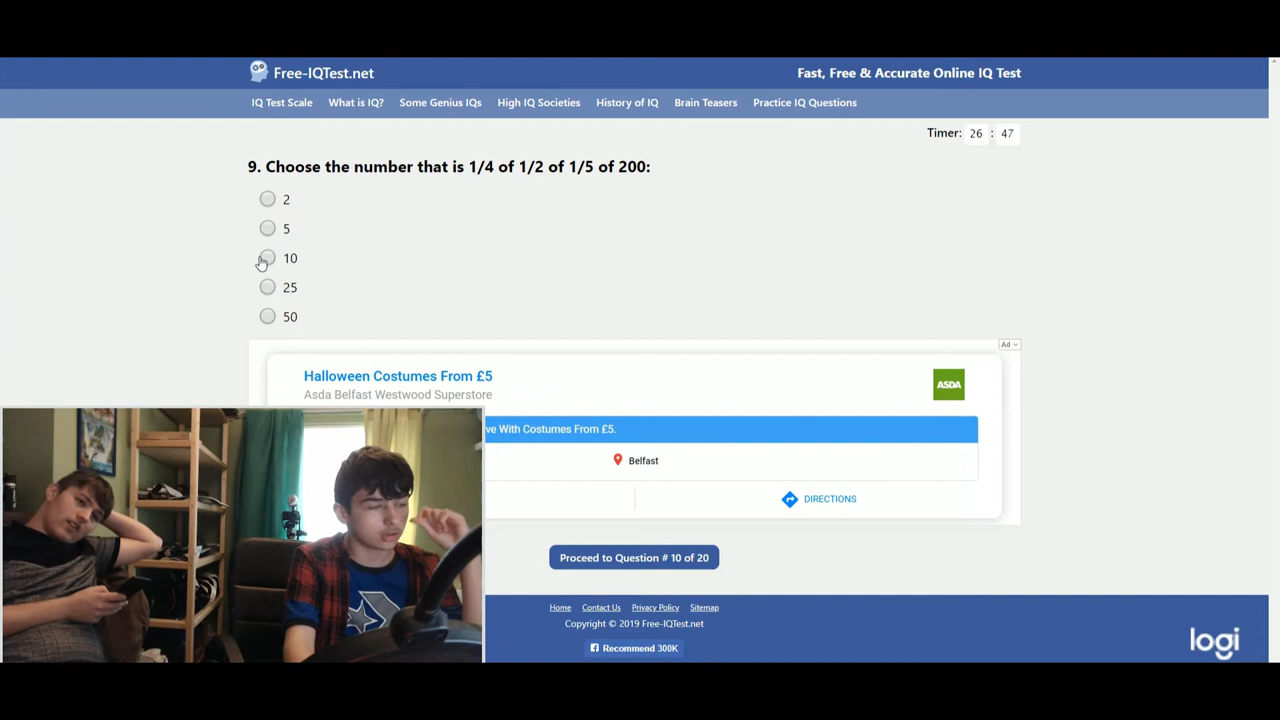 Free-IQTest.net
Fast, Free & Accurate Online IQ Test
IQ Test Scale What is IQ? Some Genius IQs High IQ Societies History of IQ Brain Teasers Practice IQ Questions
Timer: 26 : 47
9. Choose the number that is 1/4 of 1/2 of 1/5 of 200:
2
5
10
25
50
Ad
Halloween Costumes From £5
ASDA
Asda Belfast Westwood Superstore
ve With Costumes From £5.
Belfast
DIRECTIONS
Proceed to Question # 10 of 20
Home Contact Us Privacy Policy Sitemap
Copyright © 2019 Free-IQTest.net
Recommend 300K
logi